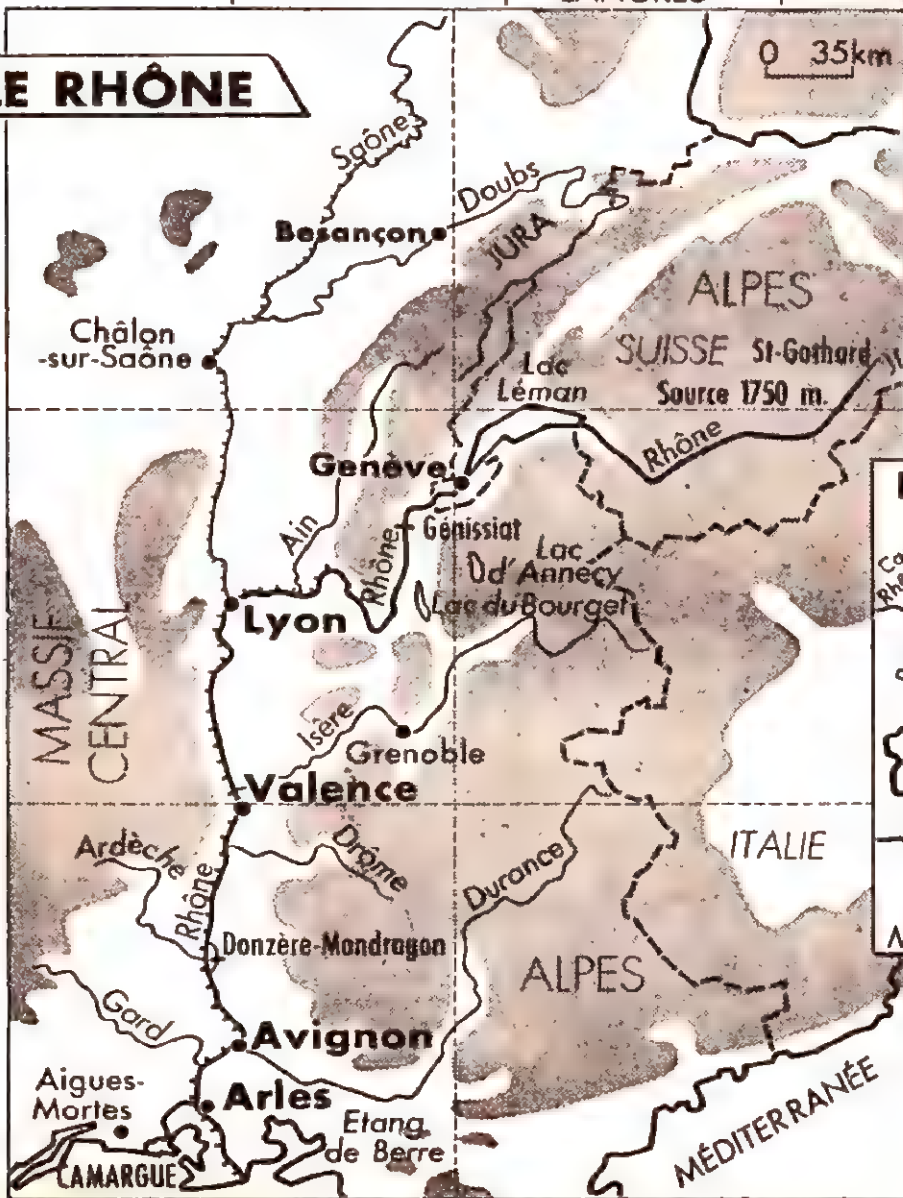 LE RHÔNE
0 35km
Saône
Doubs
Besançon
JURA
ALPES
Châlon
-sur-Saône
SUISSE St-Gothard
Lac
Léman
Source 1750 m.
Rhône
Genève
Ain
Rhône
Génissiat
Lac
d'Annecy
Lac du Bourget
Lyon
MASSIF
CENTRAL
Isère
Grenoble
Valence
Ardèche
Rhône
Drôme
Durance
ITALIE
Donzère-Mondragon
ALPES
Gard
Avignon
Aigues-
Mortes
Arles
Etang
de Berre
CAMARGUE
MÉDITERRANÉE